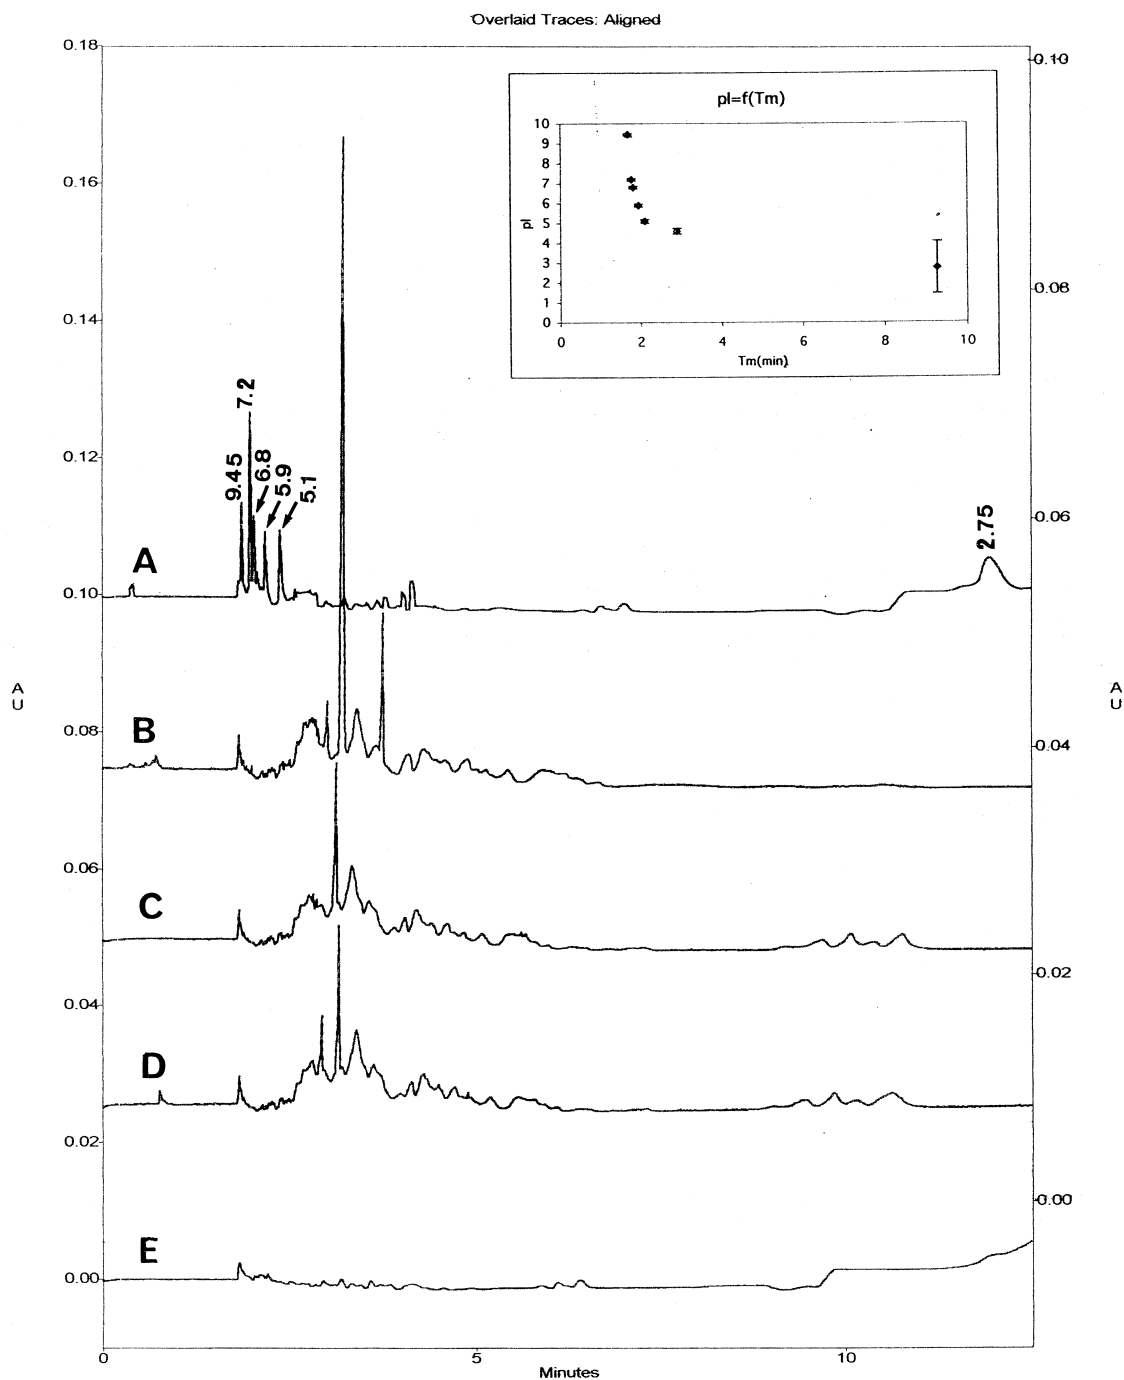 Overlaid Traces: Aligned
0.18
0.16
0.14
0.12
0.10
0.08
0.06
0.04
0.02
0.00
A
U
0.10
0.08
0.06
0.04
0.02
0.00
A
U
pI=f(Tm)
10
9
8
7
6
5
4
3
2
1
0
pI
0 2 4 6 8 10
Tm(min)
9.45
7.2
6.8
5.9
5.1
2.75
A
B
C
D
E
0 5 10
Minutes